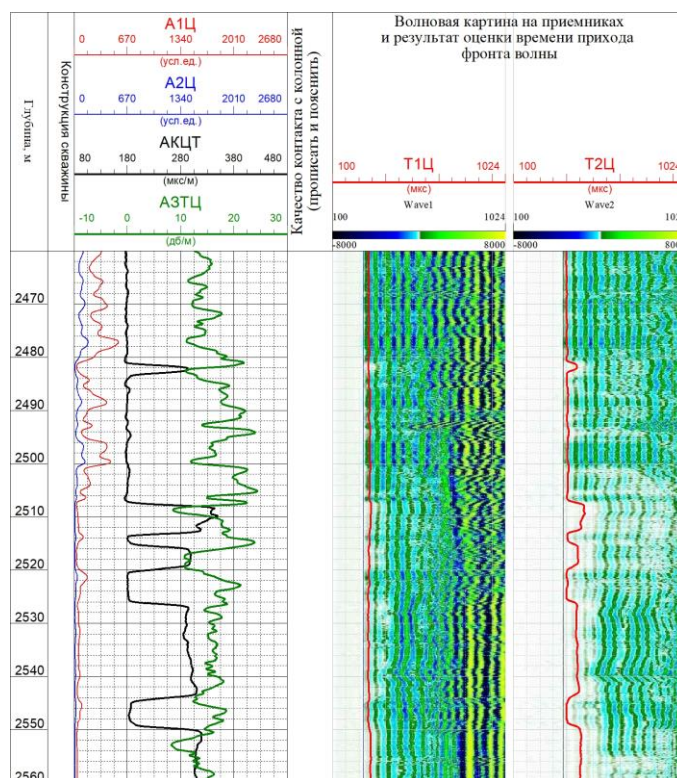 Глубина, м
Конструкция скважины
А1Ц
0 670 1340 2010 2680
(усл.ед.)
А2Ц
0 670 1340 2010 2680
(усл.ед.)
АКЦТ
80 180 280 380 480
(мкс/м)
АЗТЦ
-10 0 10 20 30
(дб/м)
Качество контакта с колонной
(прописать и пояснить)
Волновая картина на приемниках
и результат оценки времени прихода
фронта волны
Т1Ц
100 1024
(мкс)
Wave1
100 1024
-8000 8000
Т2Ц
100 1024
(мкс)
Wave2
100 102
-8000 800
2470
2480
2490
2500
2510
2520
2530
2540
2550
2560